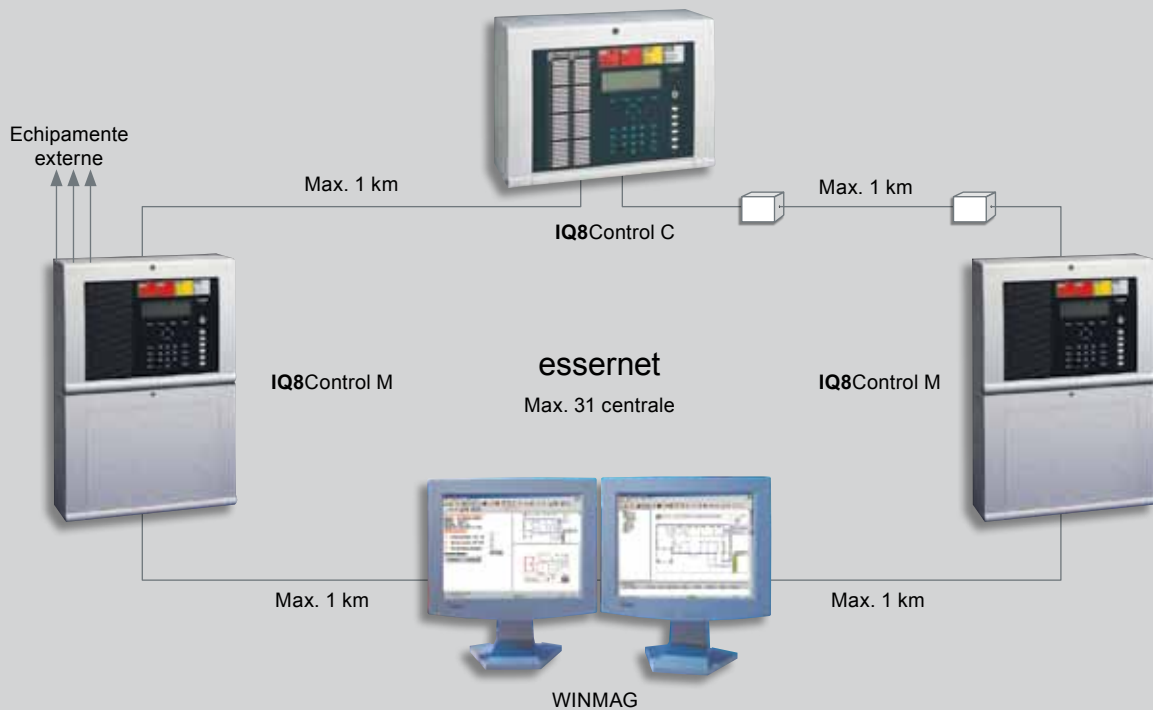 Echipamente
externe
Max. 1 km
Max. 1 km
IQ8Control C
IQ8Control M
essernet
Max. 31 centrale
IQ8Control M
Max. 1 km
Max. 1 km
WINMAG